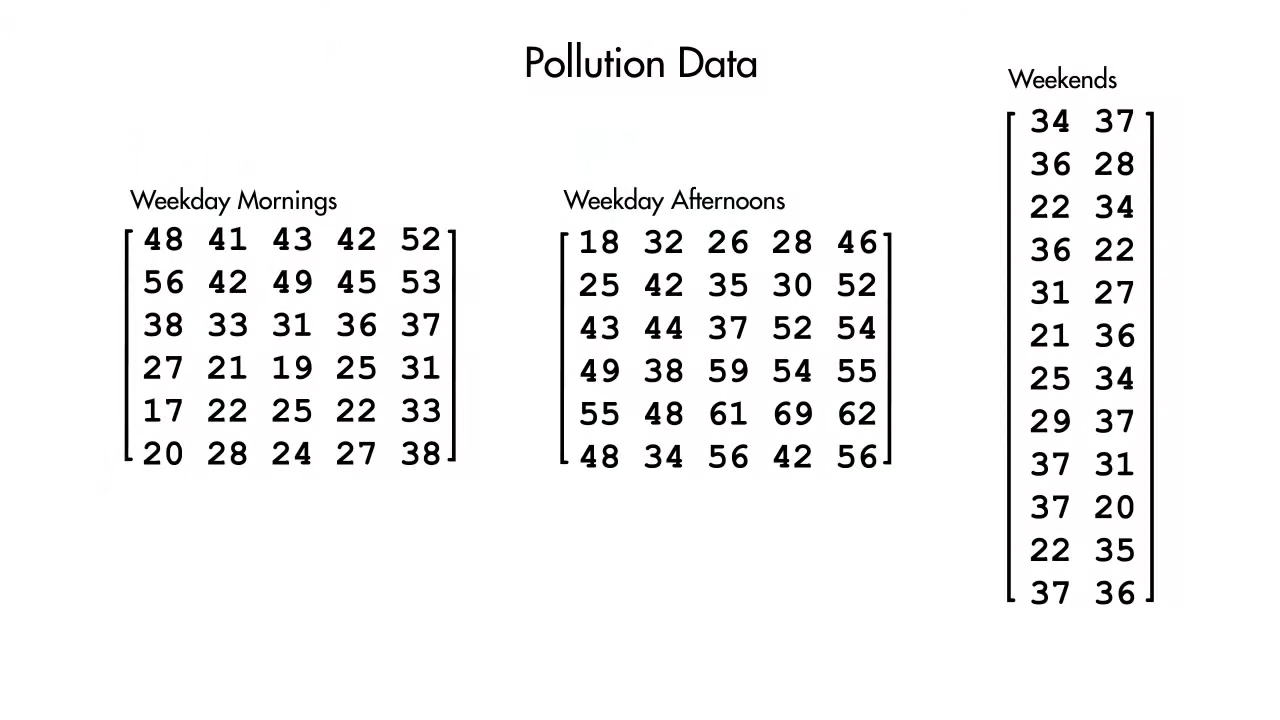 Pollution Data
Weekday Mornings
48 41 43 42 52
56 42 49 45 53
38 33 31 36 37
27 21 19 25 31
17 22 25 22 33
20 28 24 27 38
Weekday Afternoons
18 32 26 28 46
25 42 35 30 52
43 44 37 52 54
49 38 59 54 55
55 48 61 69 62
48 34 56 42 56
Weekends
34 37
36 28
22 34
36 22
31 27
21 36
25 34
29 37
37 31
37 20
22 35
37 36